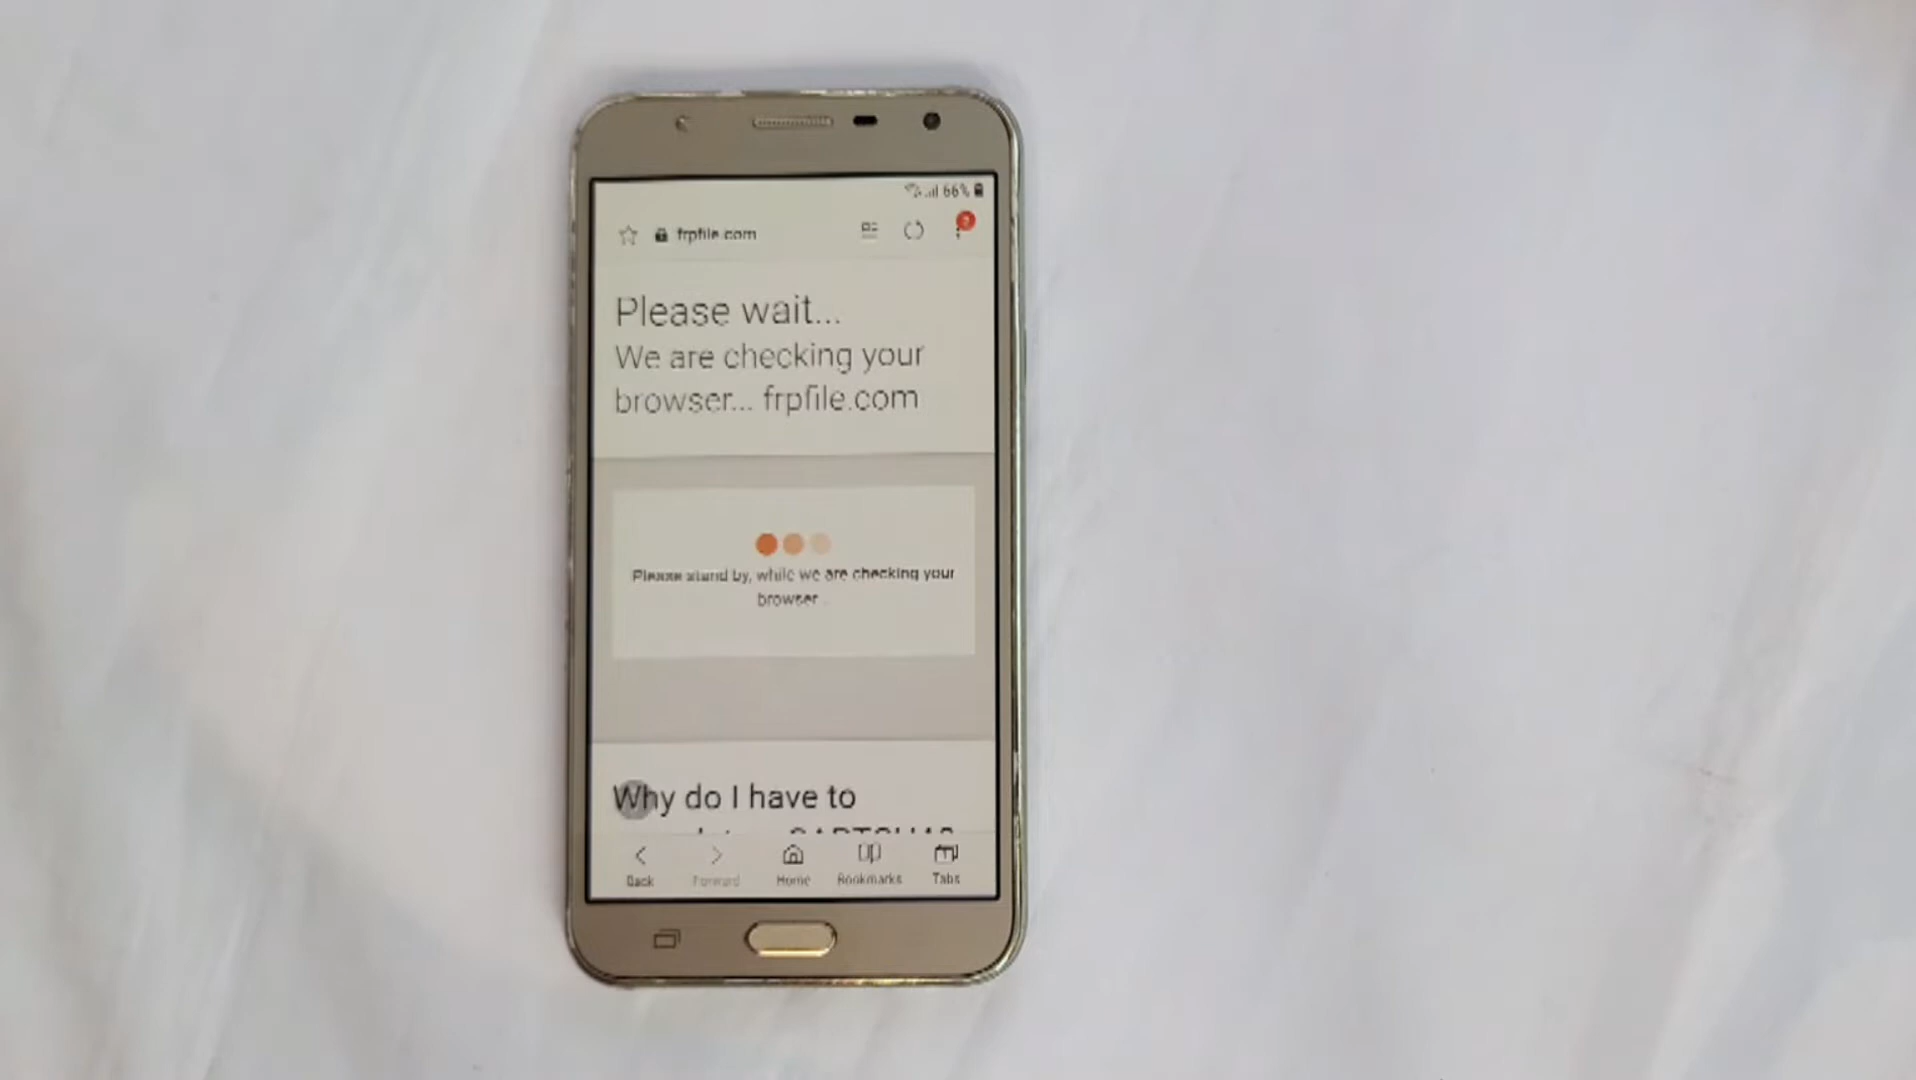 66%
frpfile.com
Please wait...
We are checking your
browser... frpfile.com
Please stand by, while we are checking your
browser...
Why do I have to
CAPTCHA?
Back Forward Home Bookmarks Tabs